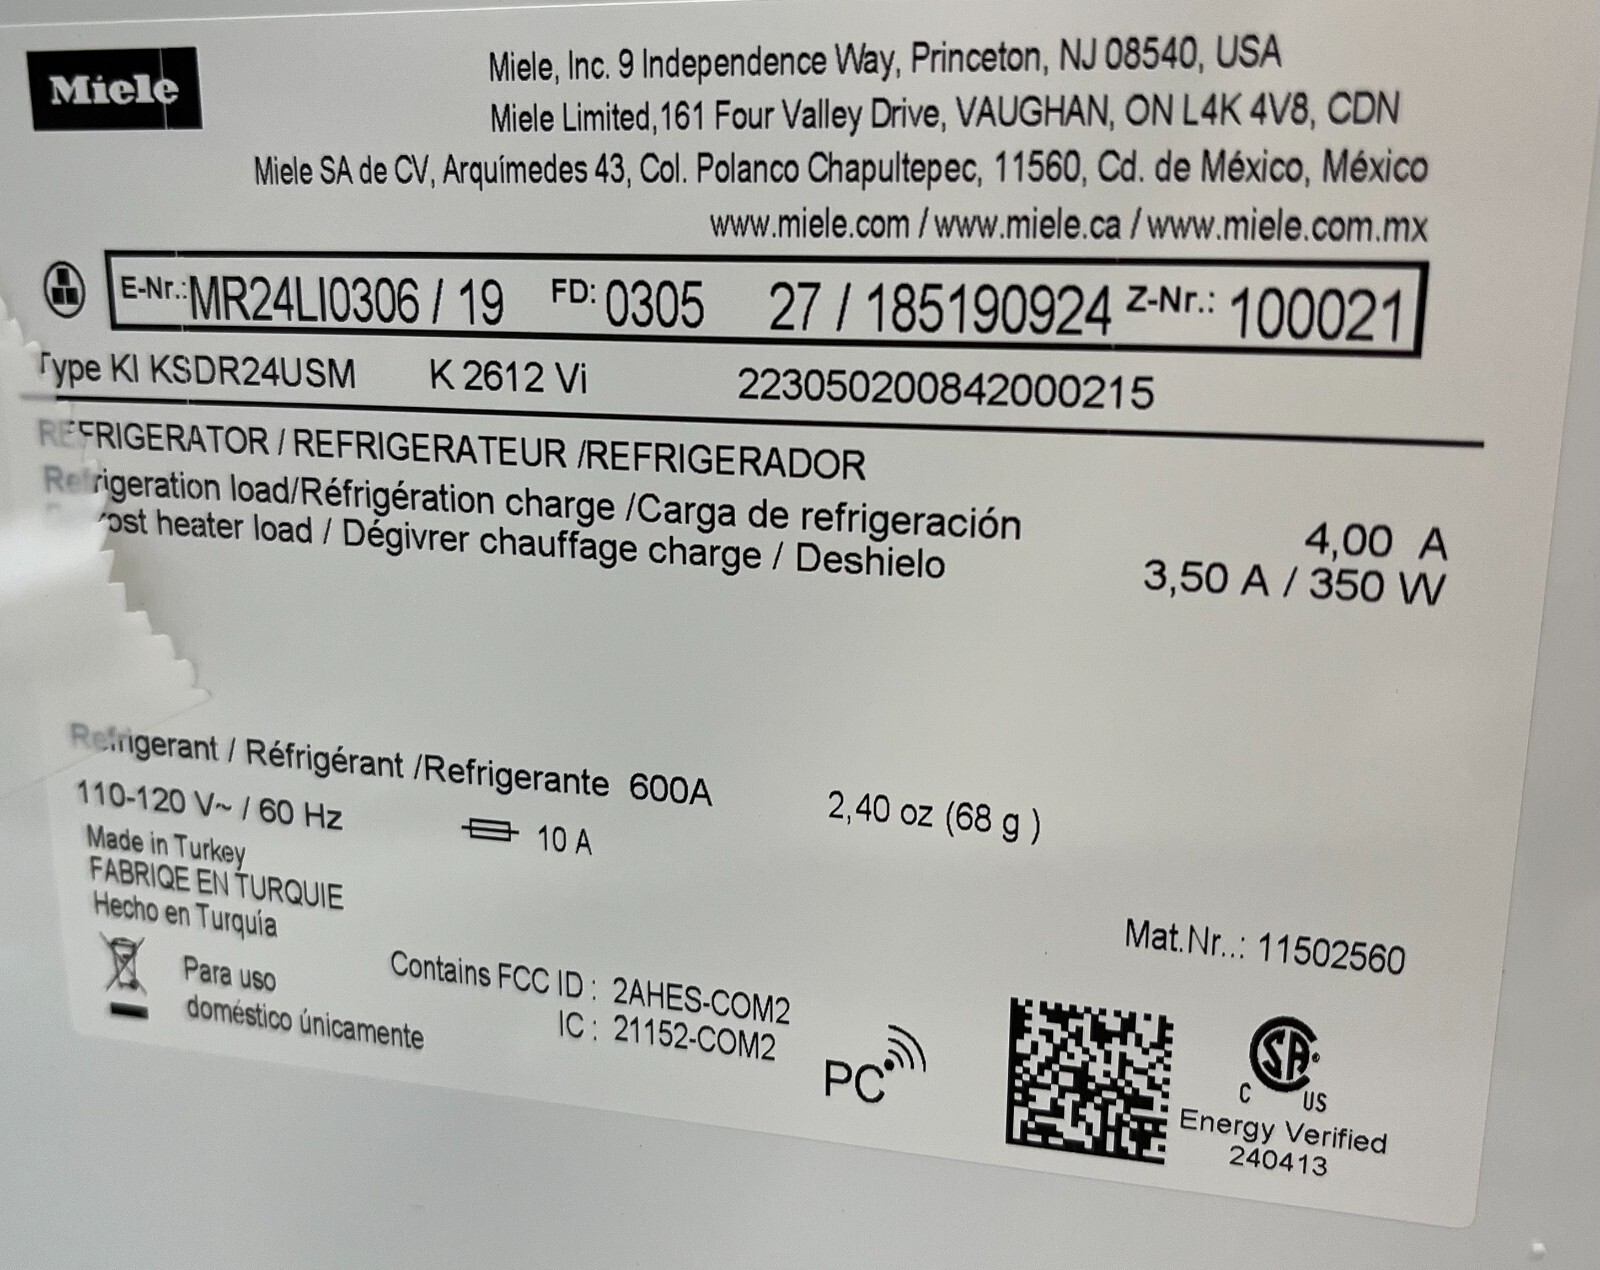 Miele
Miele, Inc. 9 Independence Way, Princeton, NJ 08540, USA
Miele Limited,161 Four Valley Drive, VAUGHAN, ON L4K 4V8, CDN
Miele SA de CV, Arquímedes 43, Col. Polanco Chapultepec, 11560, Cd. de México, México
www.miele.com / www.miele.ca / www.miele.com.mx
E-Nr.: MR24LI0306 / 19 FD: 0305 27 / 185190924 Z-Nr.: 100021
Type KI KSDR24USM K 2612 Vi 223050200842000215
REFRIGERATOR / REFRIGERATEUR /REFRIGERADOR
Refrigeration load/Réfrigération charge /Carga de refrigeración 4,00 A
ost heater load / Dégivrer chauffage charge / Deshielo 3,50 A / 350 W
Refrigerant / Réfrigérant /Refrigerante 600A 2,40 oz (68 g )
110-120 V~ / 60 Hz 10 A
Made in Turkey
FABRIQE EN TURQUIE
Hecho en Turquía
Mat.Nr..: 11502560
Para uso
doméstico únicamente
Contains FCC ID : 2AHES-COM2
IC : 21152-COM2
PC
C SA US
Energy Verified
240413